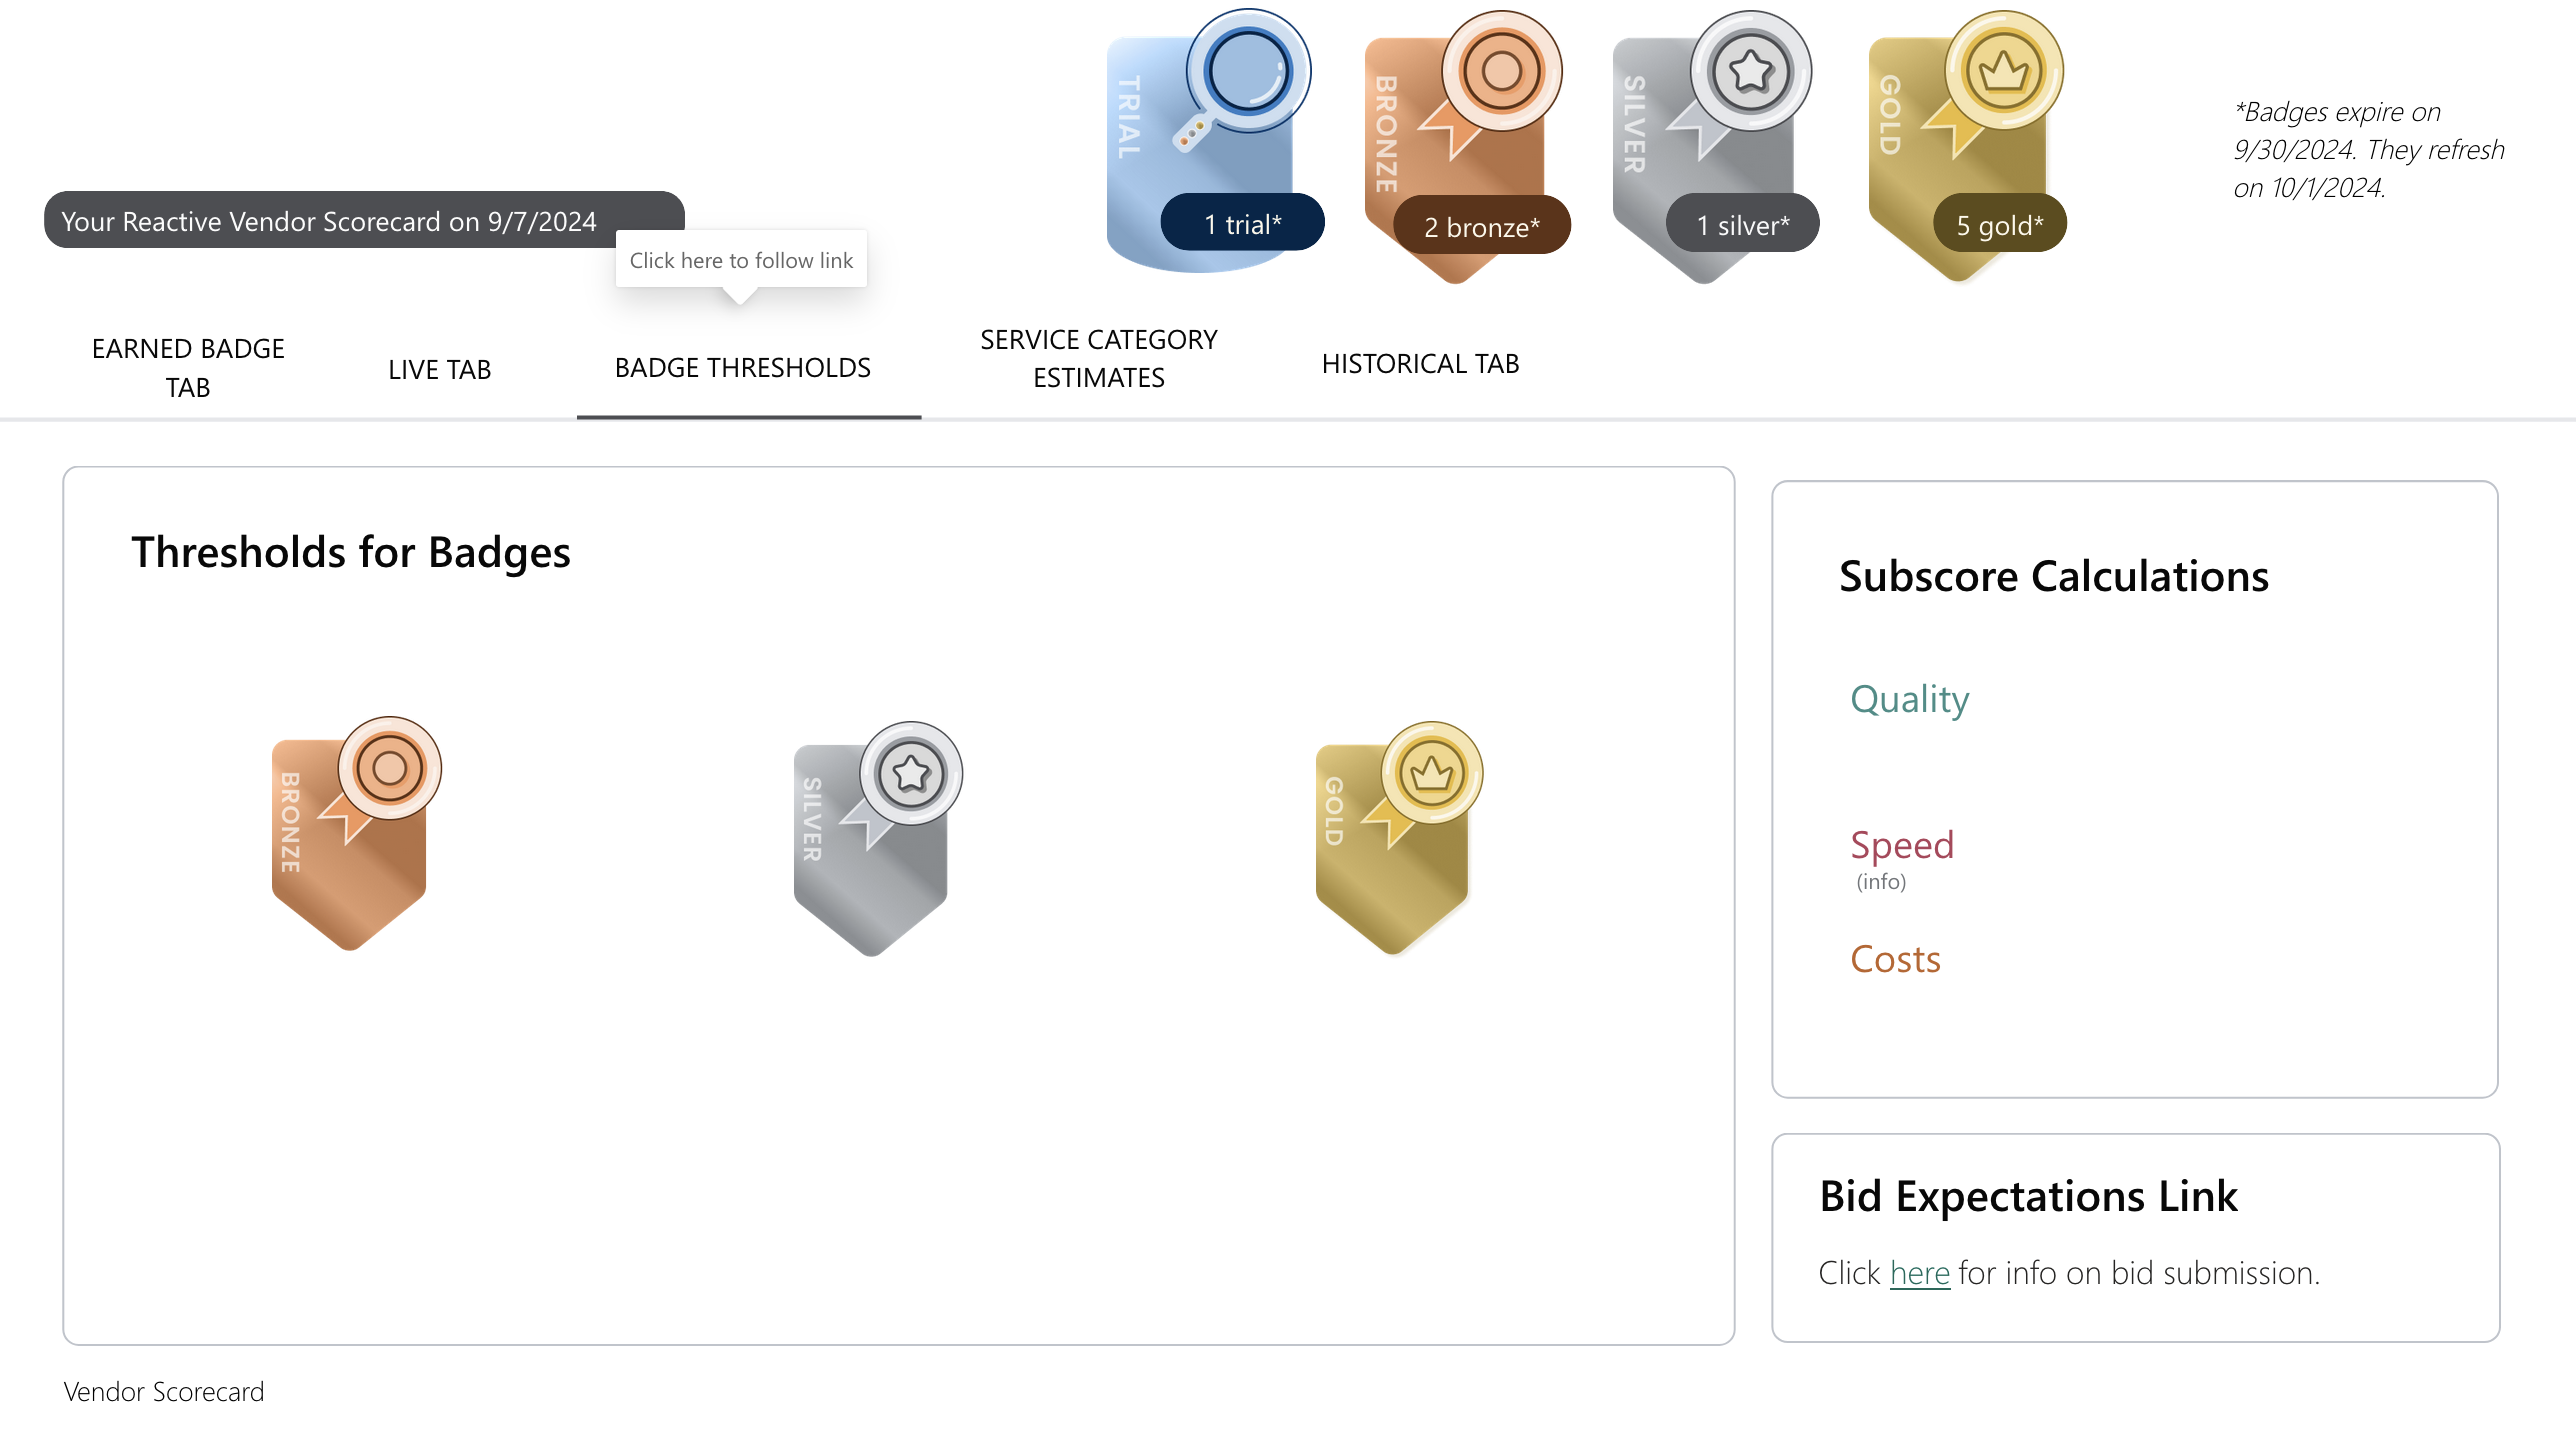 TRIAL
BRONZE
SILVER
GOLD
1 trial*
2 bronze*
1 silver*
5 gold*
*Badges expire on
9/30/2024. They refresh
on 10/1/2024.
Your Reactive Vendor Scorecard on 9/7/2024
Click here to follow link
EARNED BADGE
TAB
LIVE TAB
BADGE THRESHOLDS
SERVICE CATEGORY
ESTIMATES
HISTORICAL TAB
Thresholds for Badges
BRONZE
SILVER
GOLD
Subscore Calculations
Quality
Speed
(info)
Costs
Bid Expectations Link
Click here for info on bid submission.
Vendor Scorecard